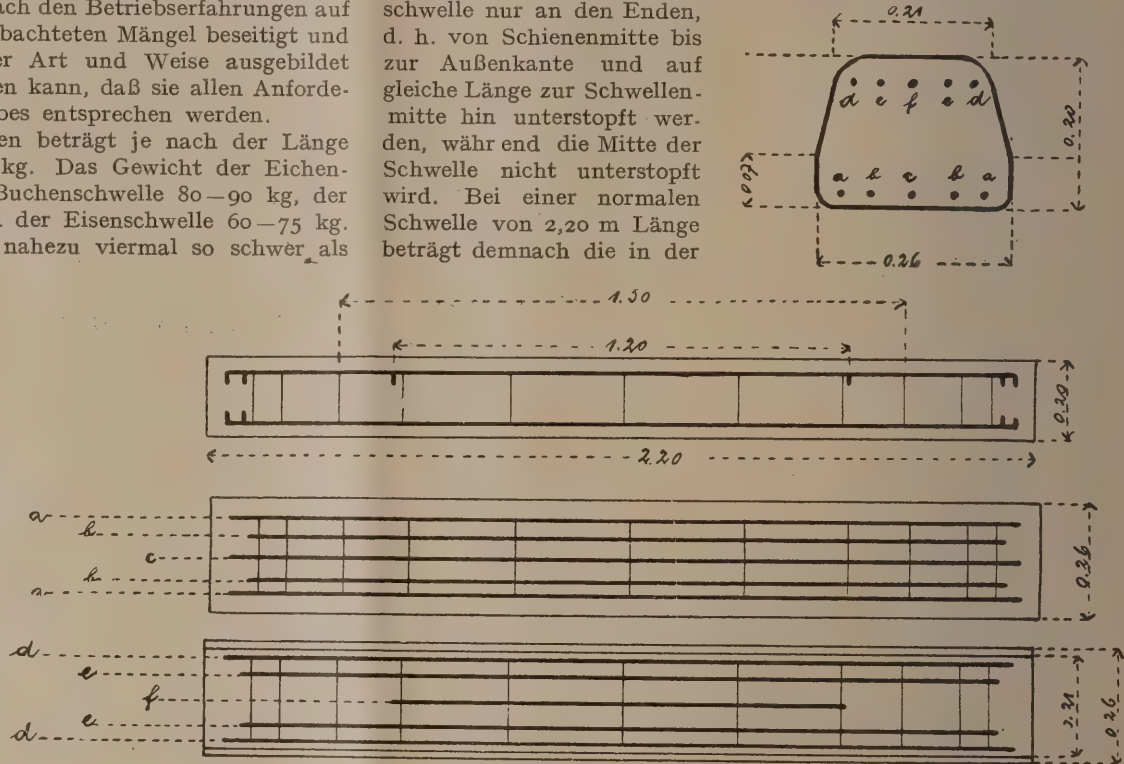 ach den Betriebserfahrungen auf
bachteten Mängel beseitigt und
er Art und Weise ausgebildet
en kann, daß sie allen Anforde-
bes entsprechen werden.
en beträgt je nach der Länge
kg. Das Gewicht der Eichen-
Buchenschwelle 80—90 kg, der
der Eisenschwelle 60—75 kg.
nahezu viermal so schwer als
schwelle nur an den Enden,
d. h. von Schienenmitte bis
zur Außenkante und auf
gleiche Länge zur Schwellen-
mitte hin unterstopft wer-
den, während die Mitte der
Schwelle nicht unterstopft
wird. Bei einer normalen
Schwelle von 2,20 m Länge
beträgt demnach die in der
0.21
d e f e d
0.20
0.07
a b c b a
0.26
1.50
1.20
0.20
2.20
a
b
c
b
a
0.26
d
e
f
e
d
0.26